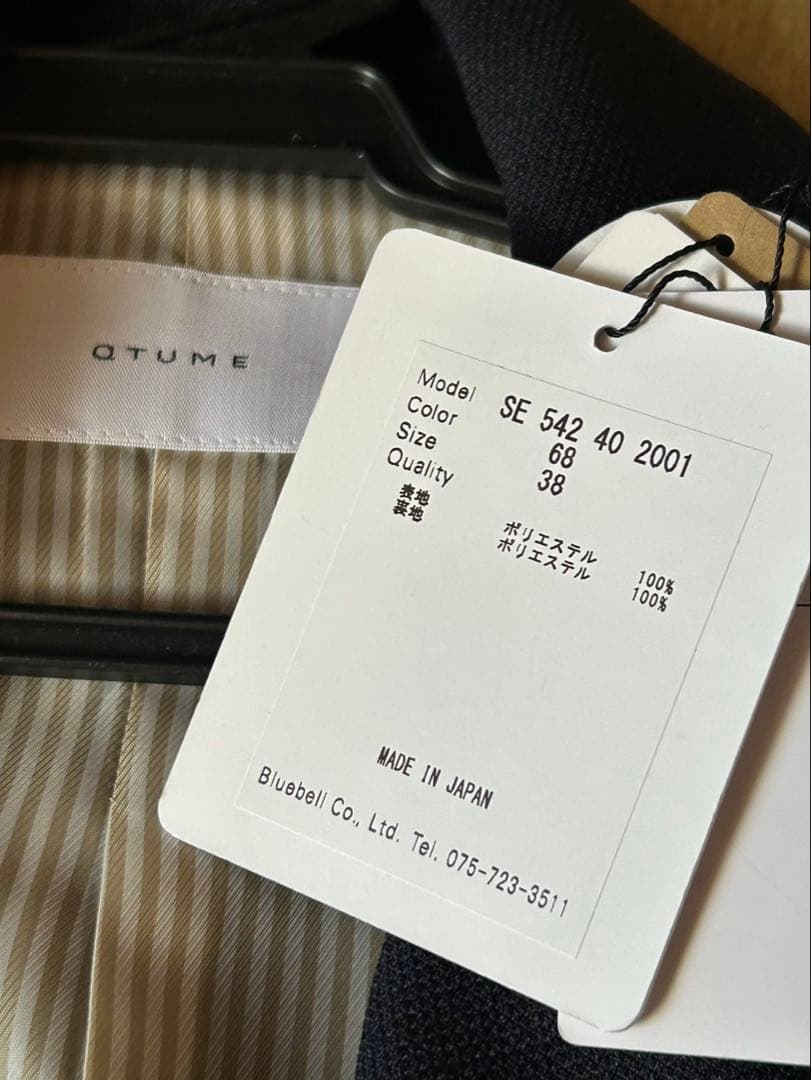 aTUME
Model SE 542 40 2001
Color 68
Size 38
Quality
表地 ポリエステル 100%
裏地 ポリエステル 100%
MADE IN JAPAN
Bluebell Co., Ltd. Tel. 075-723-3511